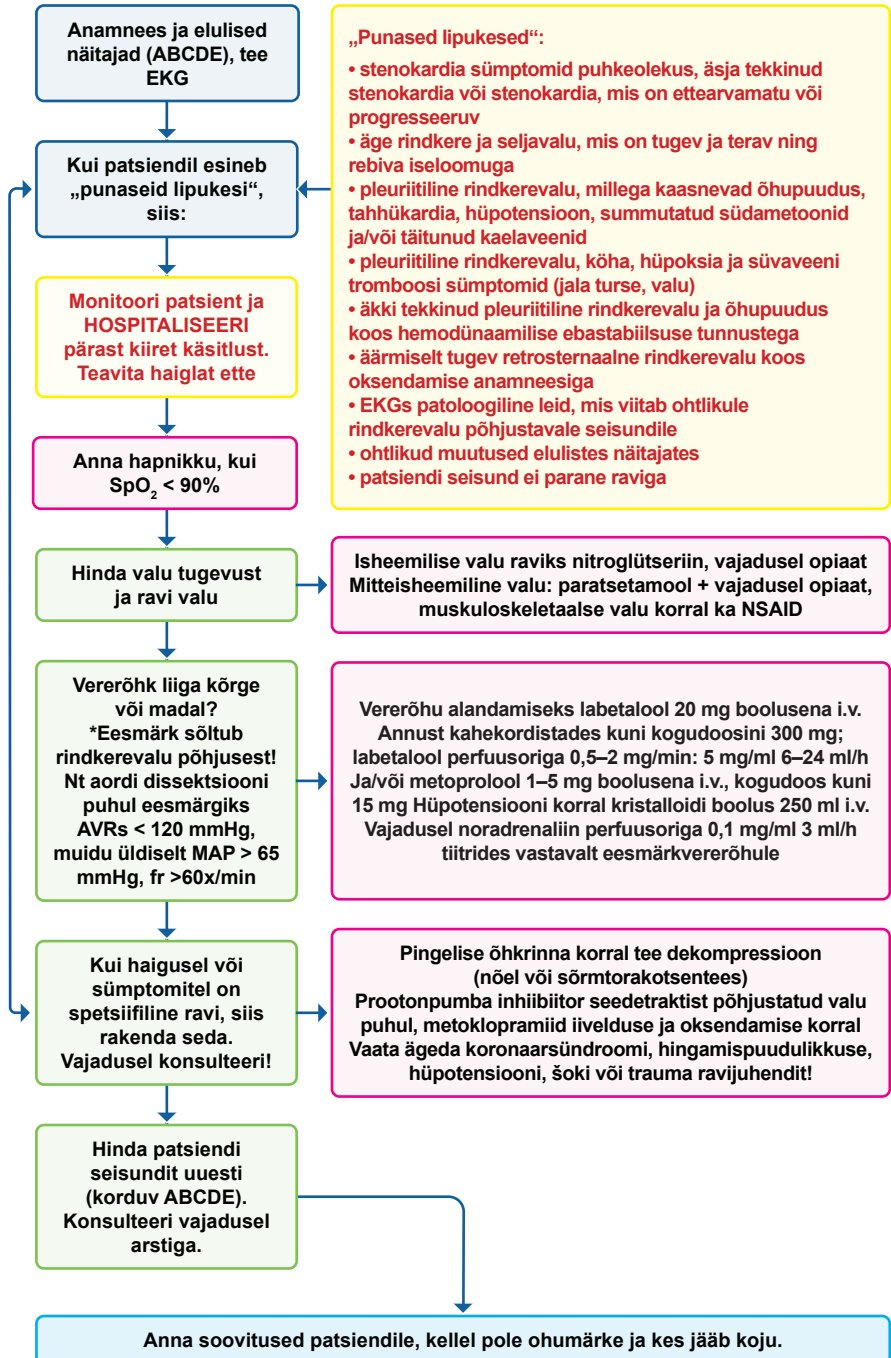 Anamnees ja elulised
näitajad (ABCDE), tee
EKG
„Punased lipukesed“:
• stenokardia sümptomid puhkeolekus, äsja tekkinud
stenokardia või stenokardia, mis on ettearvamatu või
progresseeruv
• äge rindkere ja seljavalu, mis on tugev ja terav ning
rebiva iseloomuga
• pleuriitiline rindkerevalu, millega kaasnevad õhupuudus,
tahhükardia, hüpotensioon, summutatud südametoonid
ja/või täitunud kaelaveenid
• pleuriitiline rindkerevalu, köha, hüpoksia ja süvaveeni
tromboosi sümptomid (jala turse, valu)
• äkki tekkinud pleuriitiline rindkerevalu ja õhupuudus
koos hemodünaamilise ebastabiilsuse tunnustega
• äärmiselt tugev retrosternaalne rindkerevalu koos
oksendamise anamneesiga
• EKGs patoloogiline leid, mis viitab ohtlikule
rindkerevalu põhjustavale seisundile
• ohtlikud muutused elulistes näitajates
• patsiendi seisund ei parane raviga
Kui patsiendil esineb
„punaseid lipukesi“,
siis:
Monitoori patsient ja
HOSPITALISEERI
pärast kiiret käsitlust.
Teavita haiglat ette
Anna hapnikku, kui
SpO₂ < 90%
Hinda valu tugevust
ja ravi valu
Isheemilise valu raviks nitroglütseriin, vajadusel opiaat
Mitteisheemiline valu: paratsetamool + vajadusel opiaat,
muskuloskeletaalse valu korral ka NSAID
Vererõhk liiga kõrge
või madal?
*Eesmärk sõltub
rindkerevalu põhjusest!
Nt aordi dissektsiooni
puhul eesmärgiks
AVRs < 120 mmHg,
muidu üldiselt MAP > 65
mmHg, fr >60x/min
Vererõhu alandamiseks labetalool 20 mg boolusena i.v.
Annust kahekordistades kuni kogudoosini 300 mg;
labetalool perfuusoriga 0,5–2 mg/min: 5 mg/ml 6–24 ml/h
Ja/või metoprolool 1–5 mg boolusena i.v., kogudoos kuni
15 mg Hüpotensiooni korral kristalloidi boolus 250 ml i.v.
Vajadusel noradrenaliin perfuusoriga 0,1 mg/ml 3 ml/h
tiitrides vastavalt eesmärkvererõhule
Kui haigusel või
sümptomitel on
spetsiifiline ravi, siis
rakenda seda.
Vajadusel konsulteeri!
Pingelise õhkrinna korral tee dekompressioon
(nõel või sõrmtorakotsentees)
Prootonpumba inhiibiitor seedetraktist põhjustatud valu
puhul, metoklopramiid iivelduse ja oksendamise korral
Vaata ägeda koronaarsündroomi, hingamispuudulikkuse,
hüpotensiooni, šoki või trauma ravijuhendit!
Hinda patsiendi
seisundit uuesti
(korduv ABCDE).
Konsulteeri vajadusel
arstiga.
Anna soovitused patsiendile, kellel pole ohumärke ja kes jääb koju.